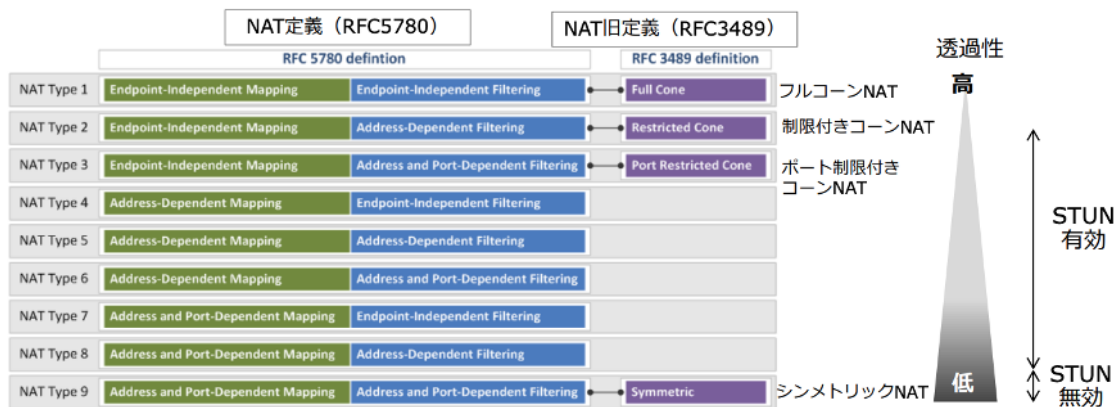 NAT定義（RFC5780）
NAT旧定義（RFC3489）
RFC 5780 defintion
RFC 3489 definition
透過性
高
NAT Type 1 Endpoint-Independent Mapping Endpoint-Independent Filtering Full Cone フルコーンNAT
NAT Type 2 Endpoint-Independent Mapping Address-Dependent Filtering Restricted Cone 制限付きコーンNAT
NAT Type 3 Endpoint-Independent Mapping Address and Port-Dependent Filtering Port Restricted Cone ポート制限付き
コーンNAT
NAT Type 4 Address-Dependent Mapping Endpoint-Independent Filtering
NAT Type 5 Address-Dependent Mapping Address-Dependent Filtering
NAT Type 6 Address-Dependent Mapping Address and Port-Dependent Filtering
NAT Type 7 Address and Port-Dependent Mapping Endpoint-Independent Filtering
NAT Type 8 Address and Port-Dependent Mapping Address-Dependent Filtering
NAT Type 9 Address and Port-Dependent Mapping Address and Port-Dependent Filtering Symmetric シンメトリックNAT
低
STUN
有効
STUN
無効